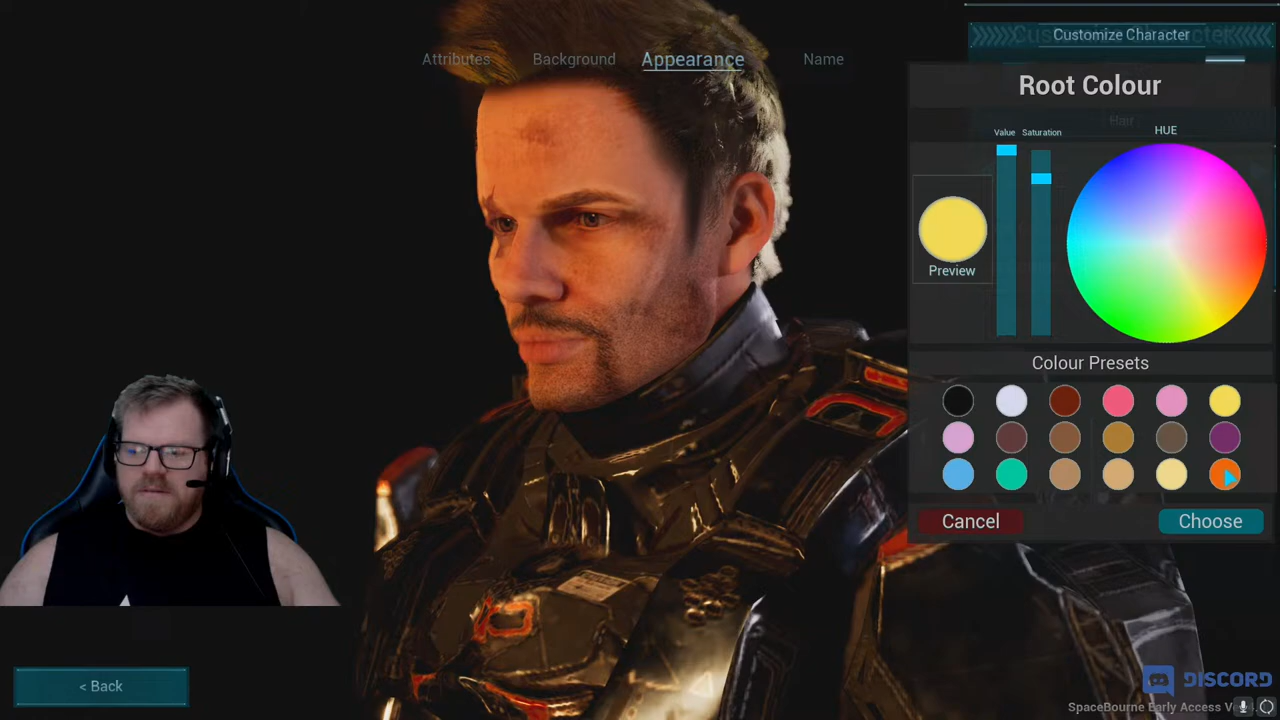 Customize Character
Attributes
Background
Appearance
Name
Root Colour
Hair
Value
Saturation
HUE
Preview
Colour Presets
Cancel
Choose
< Back
DISCORD
SpaceBourne Early Access